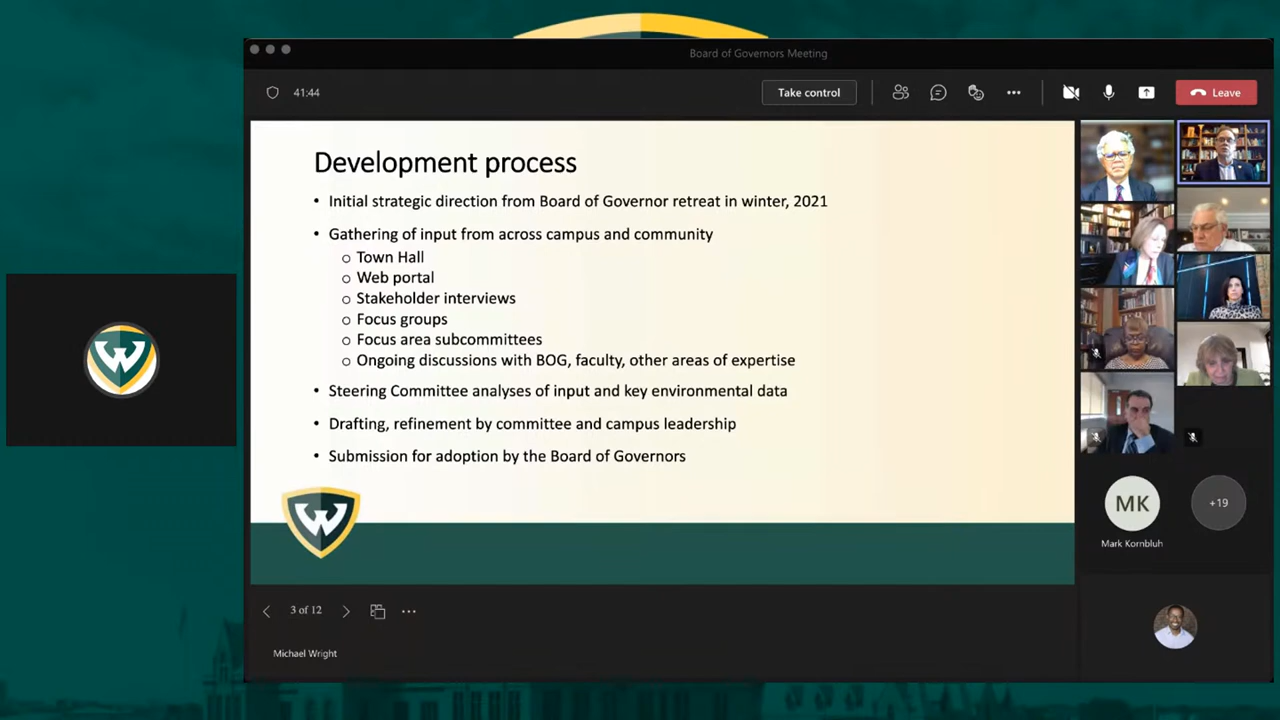 Board of Governors Meeting
41:44
Take control
Leave
Development process
• Initial strategic direction from Board of Governor retreat in winter, 2021
• Gathering of input from across campus and community
o Town Hall
o Web portal
o Stakeholder interviews
o Focus groups
o Focus area subcommittees
o Ongoing discussions with BOG, faculty, other areas of expertise
• Steering Committee analyses of input and key environmental data
• Drafting, refinement by committee and campus leadership
• Submission for adoption by the Board of Governors
W
W
MK
+19
Mark Kornbluh
3 of 12
Michael Wright